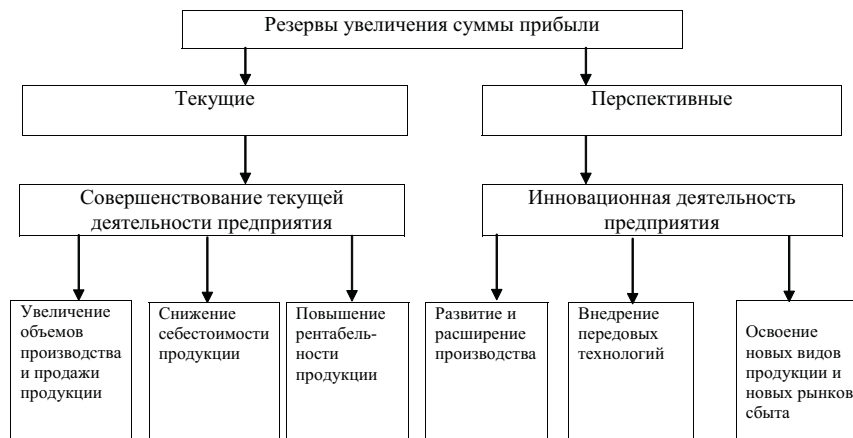 Резервы увеличения суммы прибыли
Текущие
Перспективные
Совершенствование текущей
деятельности предприятия
Инновационная деятельность
предприятия
Увеличение
объемов
производства
и продажи
продукции
Снижение
себестоимости
продукции
Повышение
рентабель-
ности
продукции
Развитие и
расширение
производства
Внедрение
передовых
технологий
Освоение
новых видов
продукции и
новых рынков
сбыта